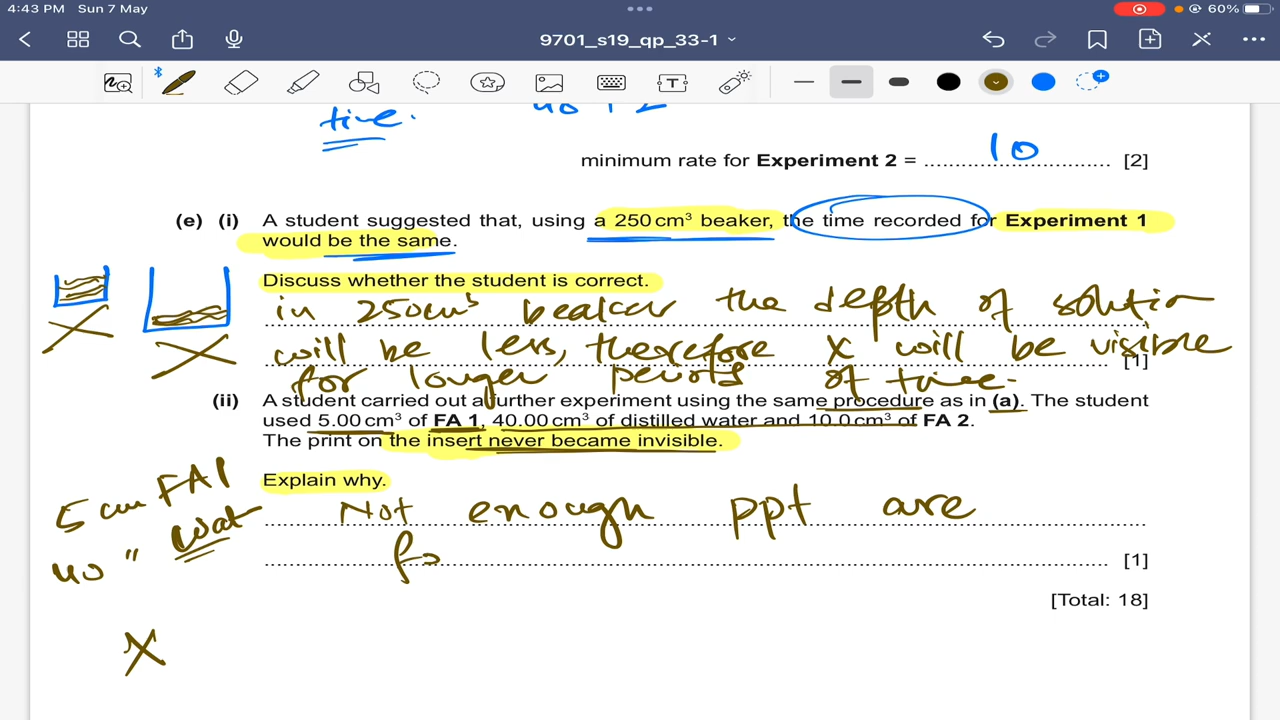 4:43 PM Sun 7 May
60%
9701_s19_qp_33-1
T
time.
minimum rate for Experiment 2 = ........ 10 ........ [2]
(e) (i) A student suggested that, using a 250 cm³ beaker, the time recorded for Experiment 1
would be the same.
Discuss whether the student is correct.
in 250cm³ beaker the depth of solution
will be less, therefore X will be visible
[1]
for longer periods of time.
(ii) A student carried out a further experiment using the same procedure as in (a). The student
used 5.00 cm³ of FA 1, 40.00 cm³ of distilled water and 10.0 cm³ of FA 2.
The print on the insert never became invisible.
Explain why.
5 cm FA1
40 " Wat
Not enough ppt are
fo
[1]
[Total: 18]
X